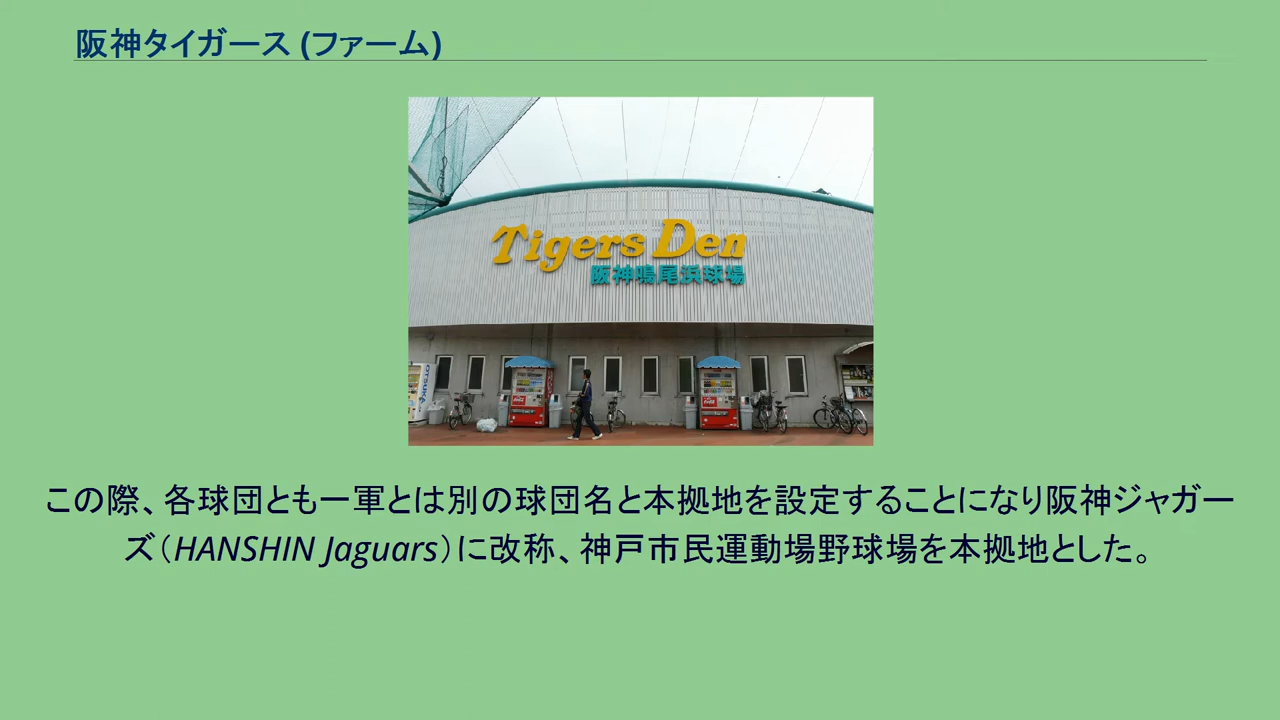 阪神タイガース (ファーム)
Tigers Den
阪神鳴尾浜球場
OTSUKA
この際、各球団とも一軍とは別の球団名と本拠地を設定することになり阪神ジャガー
ズ（HANSHIN Jaguars）に改称、神戸市民運動場野球場を本拠地とした。